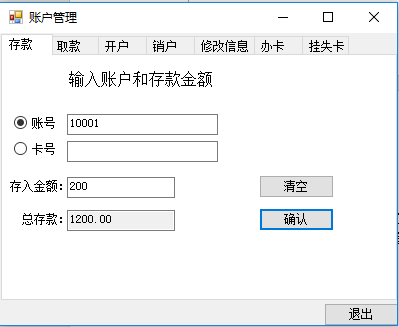 账户管理
存款 取款 开户 销户 修改信息 办卡 挂失卡
输入账户和存款金额
账号 10001
卡号
存入金额: 200 清空
总存款: 1200.00 确认
退出